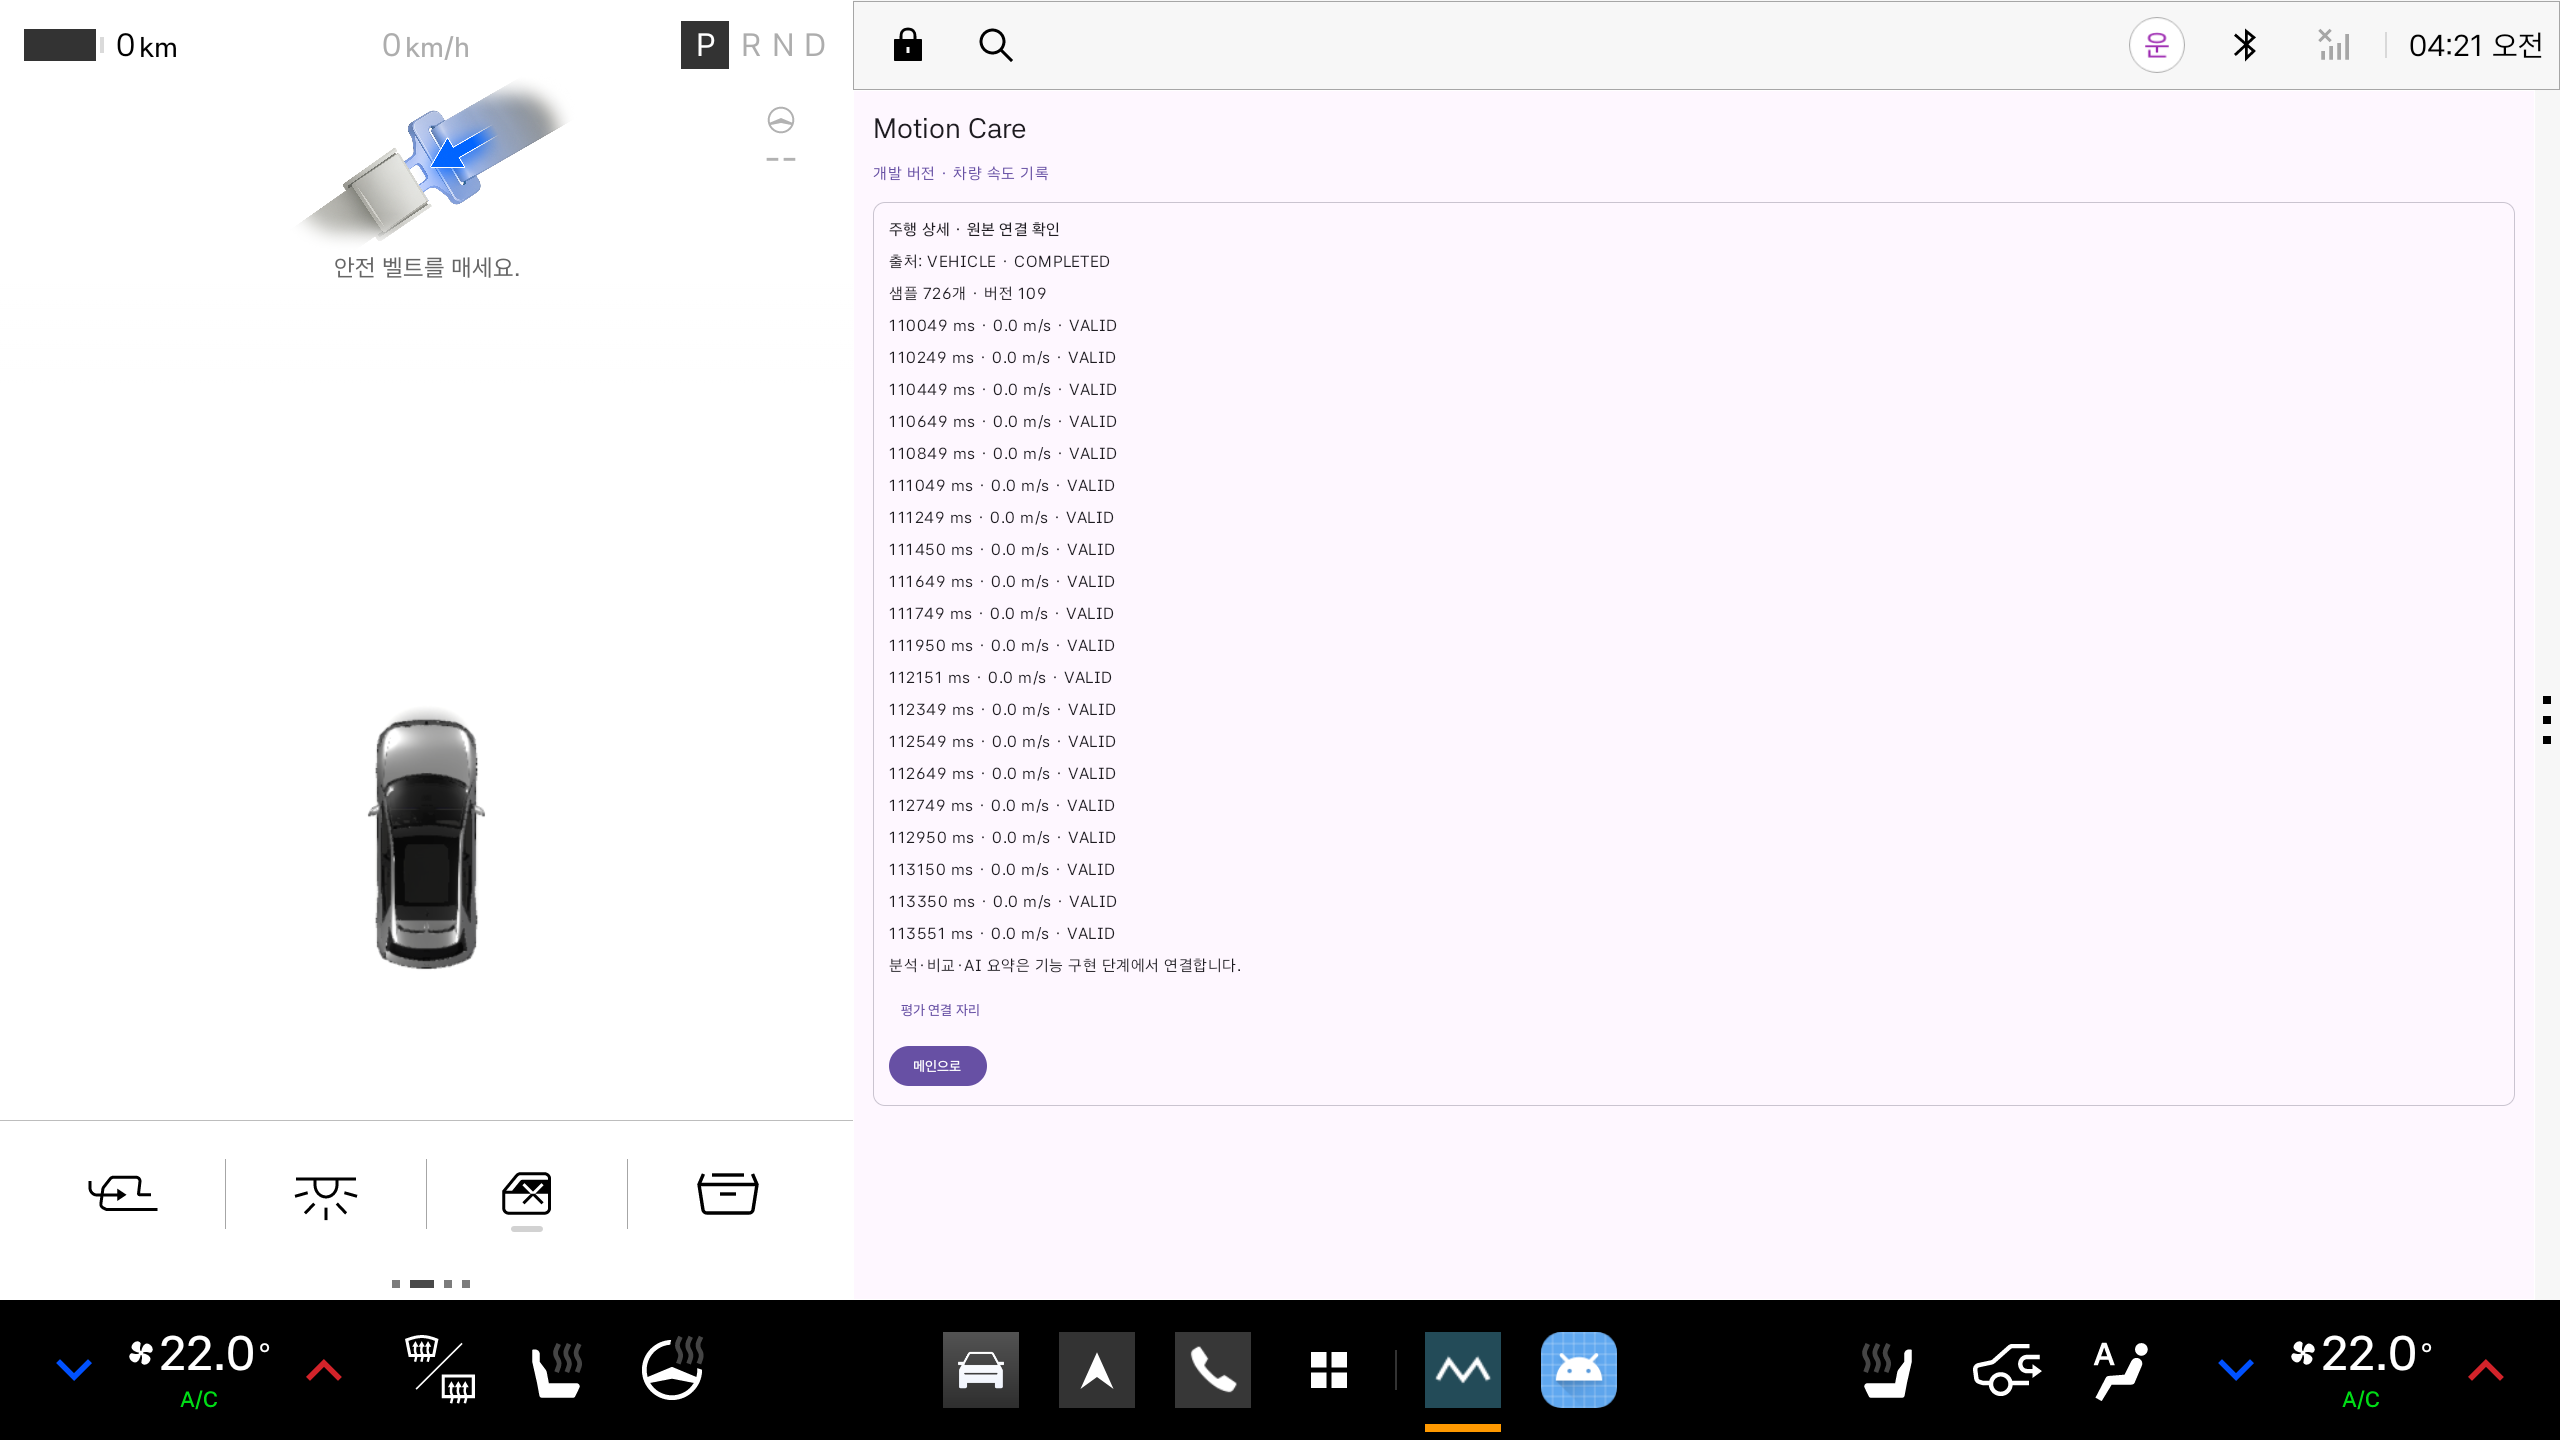 0 km
0 km/h
P R N D
안전 벨트를 매세요.
운
04:21 오전
Motion Care
개발 버전 · 차량 속도 기록
주행 상세 · 원본 연결 확인
출처: VEHICLE · COMPLETED
샘플 726개 · 버전 109
110049 ms · 0.0 m/s · VALID
110249 ms · 0.0 m/s · VALID
110449 ms · 0.0 m/s · VALID
110649 ms · 0.0 m/s · VALID
110849 ms · 0.0 m/s · VALID
111049 ms · 0.0 m/s · VALID
111249 ms · 0.0 m/s · VALID
111450 ms · 0.0 m/s · VALID
111649 ms · 0.0 m/s · VALID
111749 ms · 0.0 m/s · VALID
111950 ms · 0.0 m/s · VALID
112151 ms · 0.0 m/s · VALID
112349 ms · 0.0 m/s · VALID
112549 ms · 0.0 m/s · VALID
112649 ms · 0.0 m/s · VALID
112749 ms · 0.0 m/s · VALID
112950 ms · 0.0 m/s · VALID
113150 ms · 0.0 m/s · VALID
113350 ms · 0.0 m/s · VALID
113551 ms · 0.0 m/s · VALID
분석·비교·AI 요약은 기능 구현 단계에서 연결합니다.
평가 연결 자리
메인으로
22.0°
A/C
A
22.0°
A/C